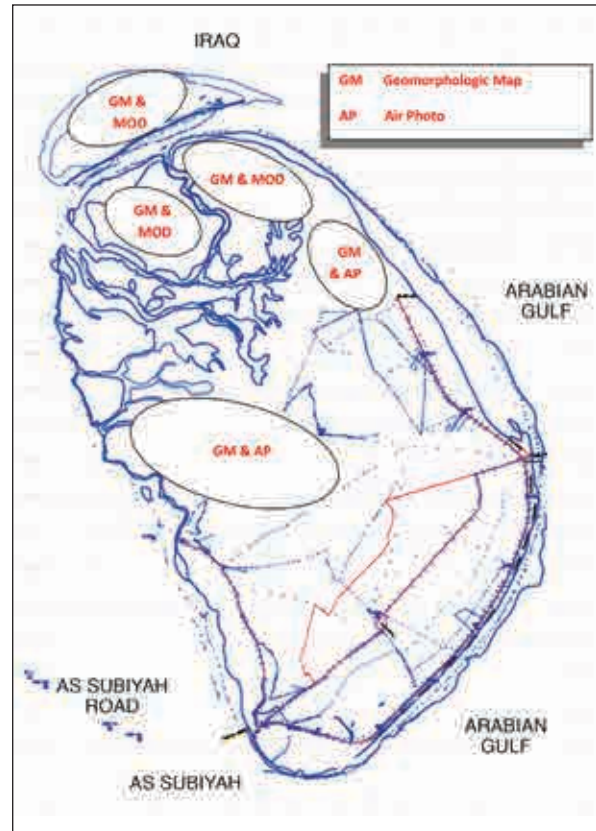 IRAQ
GM Geomorphologic Map
AP Air Photo
GM &
MOD
GM & MOD
GM &
MOD
GM
& AP
ARABIAN
GULF
GM & AP
AS SUBIYAH
ROAD
ARABIAN
GULF
AS SUBIYAH